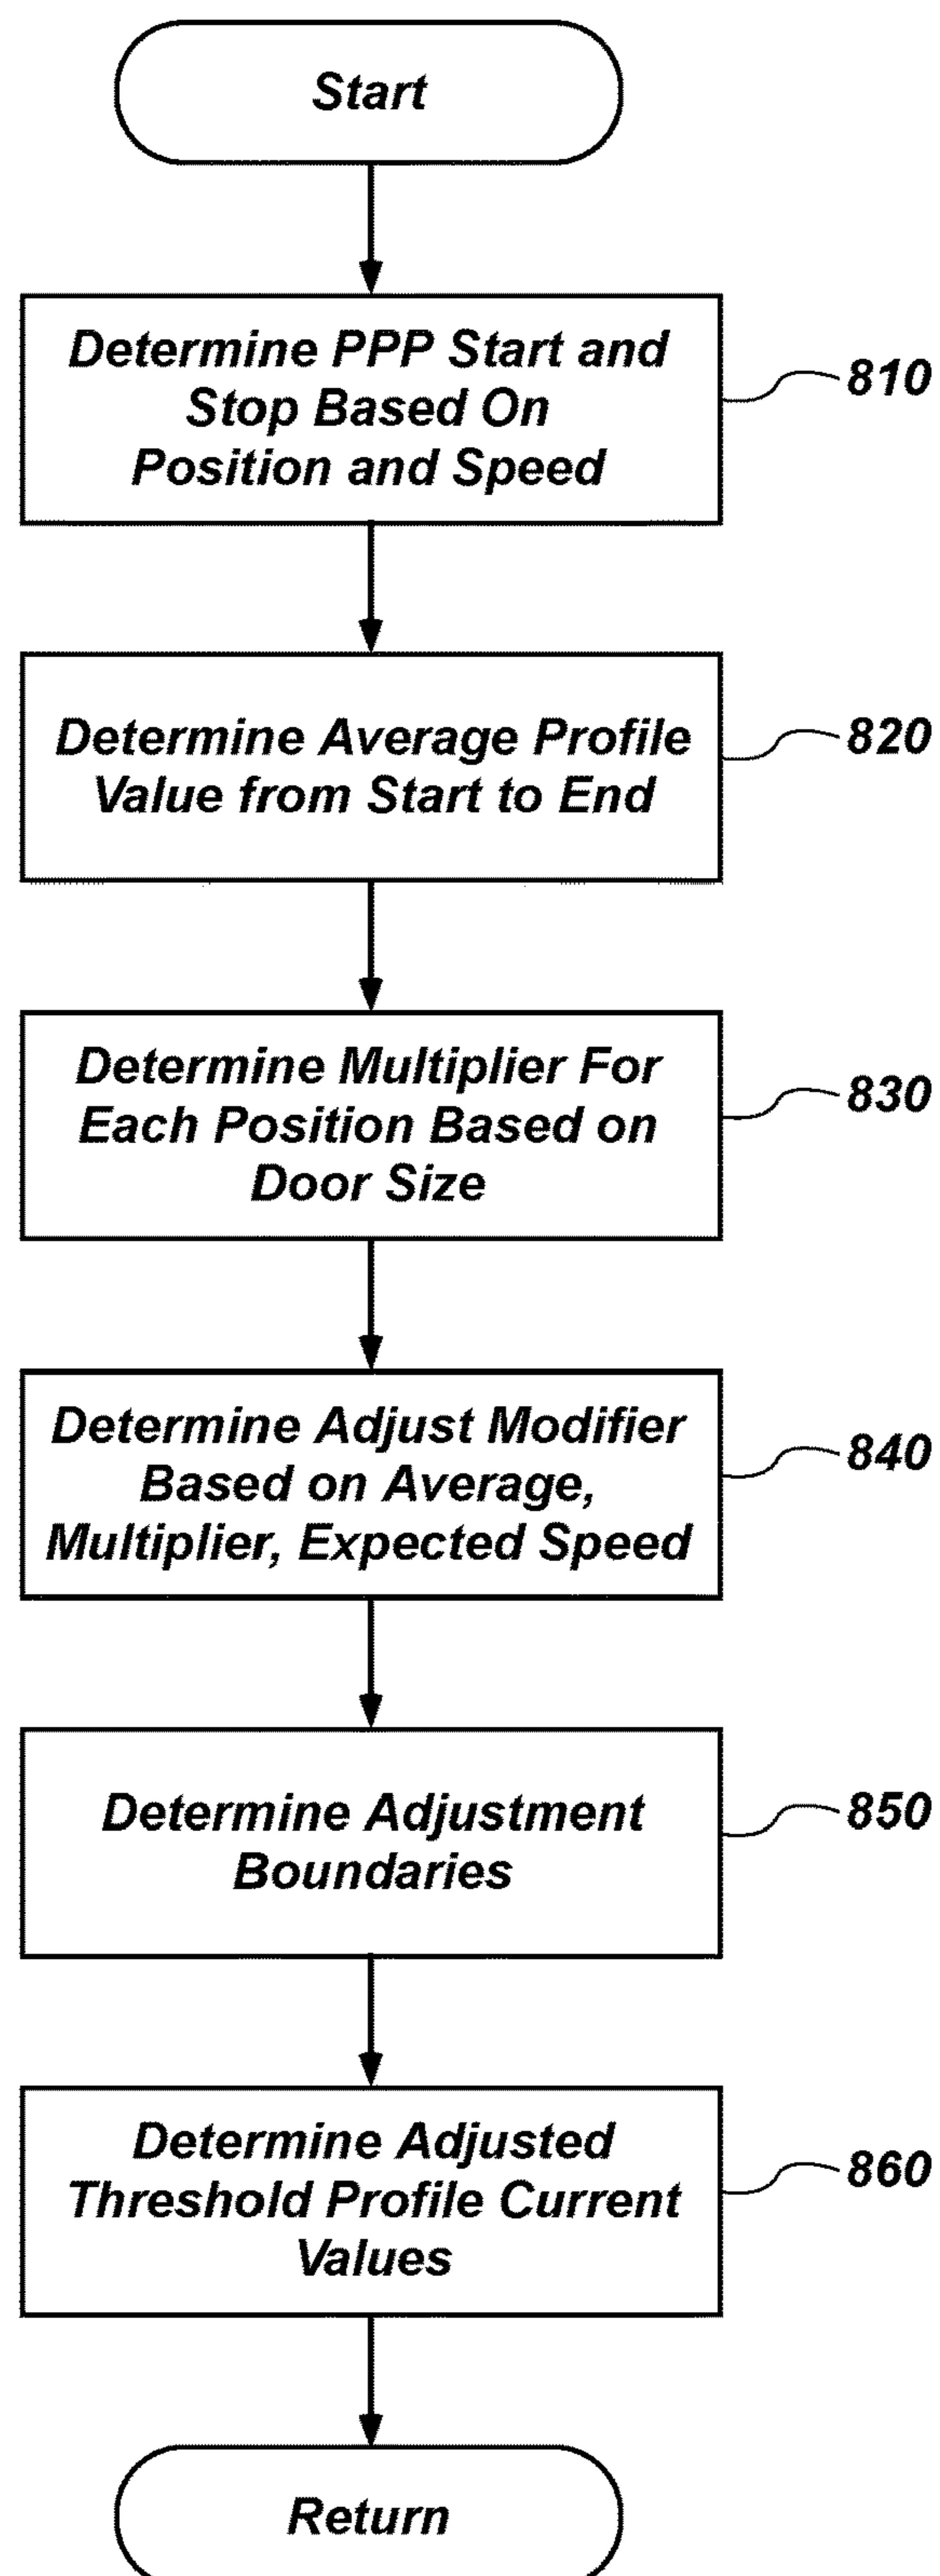 Start
Determine PPP Start and
Stop Based On
Position and Speed
810
Determine Average Profile
Value from Start to End
820
Determine Multiplier For
Each Position Based on
Door Size
830
Determine Adjust Modifier
Based on Average,
Multiplier, Expected Speed
840
Determine Adjustment
Boundaries
850
Determine Adjusted
Threshold Profile Current
Values
860
Return